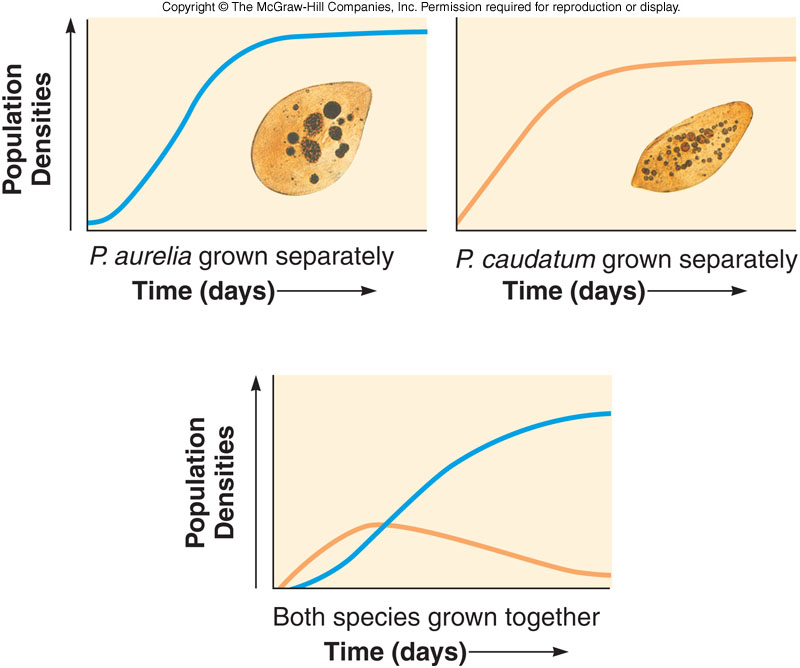 Copyright © The McGraw-Hill Companies, Inc. Permission required for reproduction or display.
Population
Densities
P. aurelia grown separately
Time (days)
P. caudatum grown separately
Time (days)
Population
Densities
Both species grown together
Time (days)